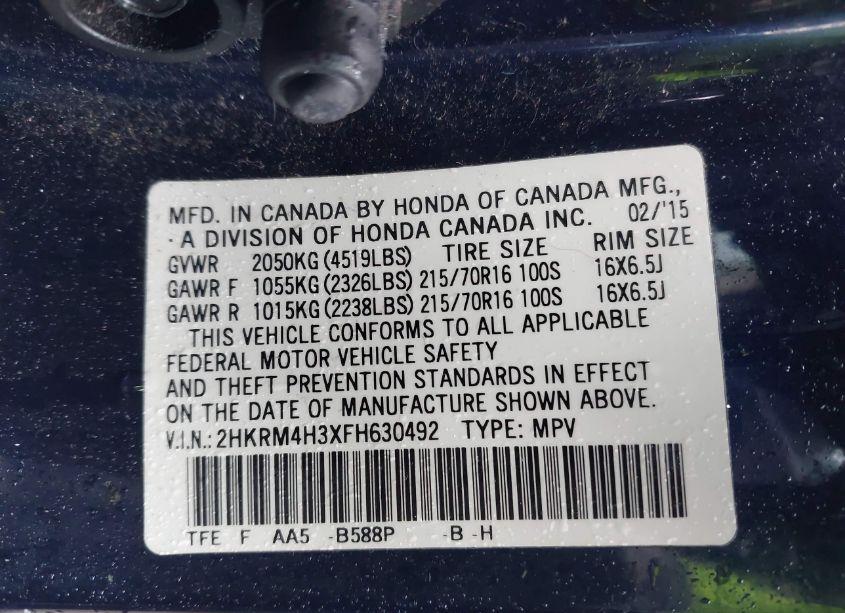 MFD. IN CANADA BY HONDA OF CANADA MFG.,
- A DIVISION OF HONDA CANADA INC. 02/'15
GVWR 2050KG (4519LBS) TIRE SIZE RIM SIZE
GAWR F 1055KG (2326LBS) 215/70R16 100S 16X6.5J
GAWR R 1015KG (2238LBS) 215/70R16 100S 16X6.5J
THIS VEHICLE CONFORMS TO ALL APPLICABLE
FEDERAL MOTOR VEHICLE SAFETY
AND THEFT PREVENTION STANDARDS IN EFFECT
ON THE DATE OF MANUFACTURE SHOWN ABOVE.
V.I.N.: 2HKRM4H3XFH630492 TYPE: MPV
TFE F AA5 -B588P -B -H